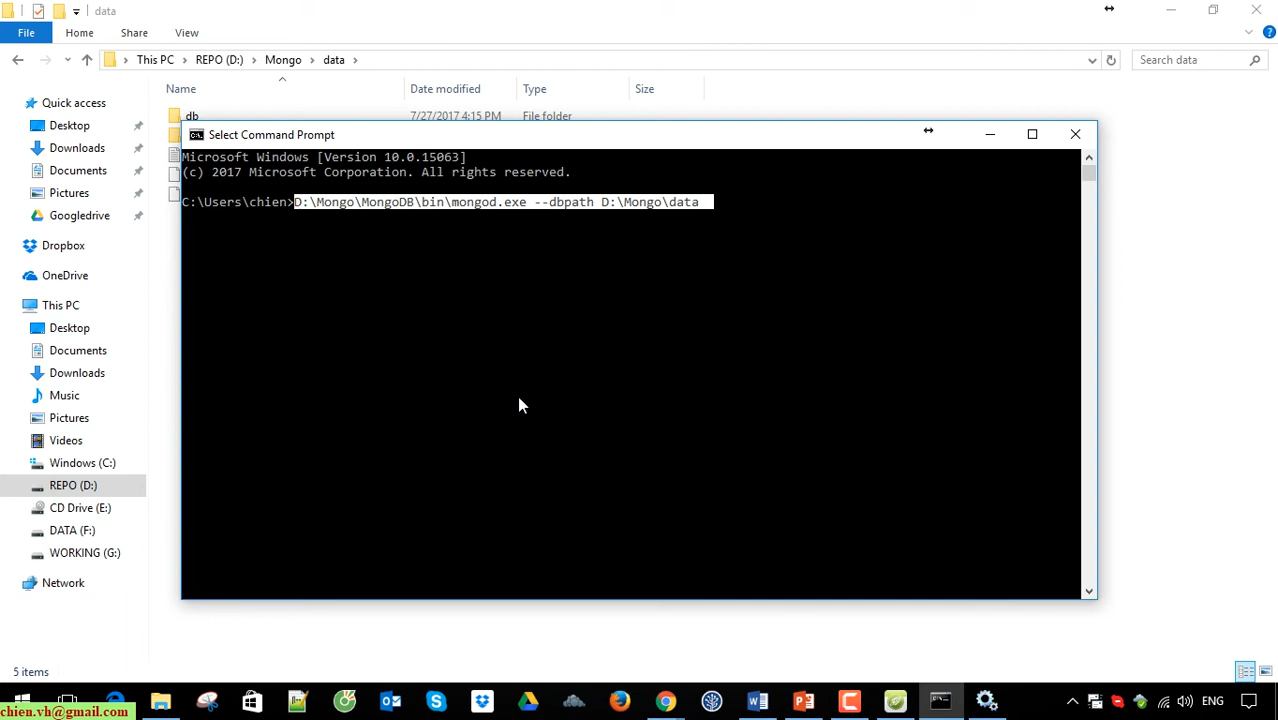 data
File Home Share View
This PC REPO (D:) Mongo data
Search data
Name Date modified Type Size
Quick access
Desktop
Downloads
Documents
Pictures
Googledrive
Dropbox
OneDrive
This PC
Desktop
Documents
Downloads
Music
Pictures
Videos
Windows (C:)
REPO (D:)
CD Drive (E:)
DATA (F:)
WORKING (G:)
Network
db 7/27/2017 4:15 PM File folder
Select Command Prompt
Microsoft Windows [Version 10.0.15063]
(c) 2017 Microsoft Corporation. All rights reserved.
C:\Users\chien>D:\Mongo\MongoDB\bin\mongod.exe --dbpath D:\Mongo\data
5 items
ENG
chien.vh@gmail.com